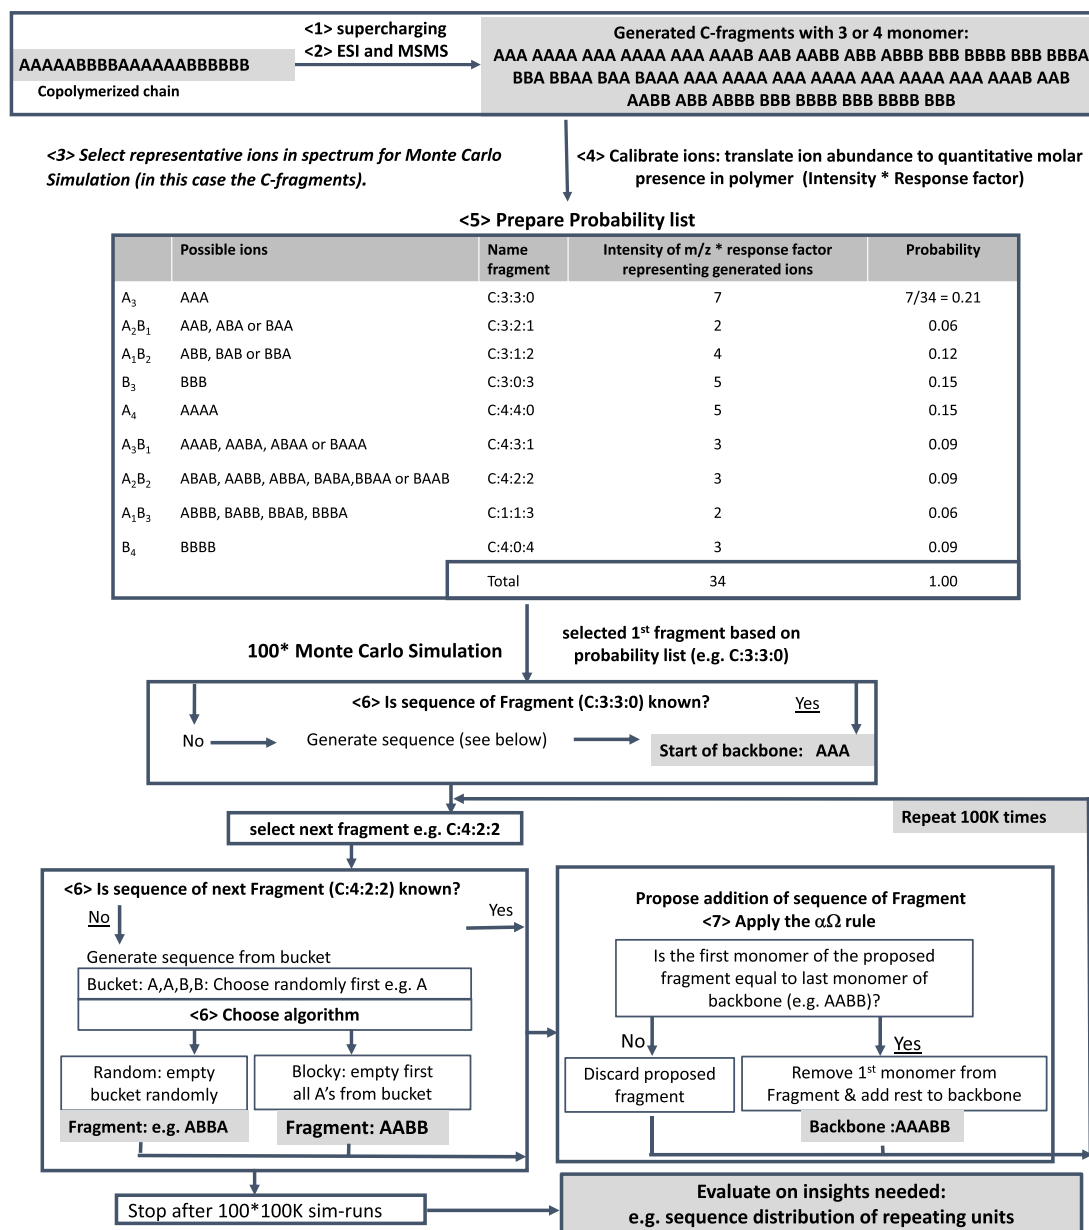 <1> supercharging
<2> ESI and MSMS
AAAAABBBBAAAAAABBBBBB
Copolymerized chain
Generated C-fragments with 3 or 4 monomer:
AAA AAAA AAA AAAA AAA AAAB AAB AABB ABB ABBB BBB BBBB BBB BBBA
BBA BBAA BAA BAAA AAA AAAA AAA AAAA AAA AAAA AAA AAAB AAB
AABB ABB ABBB BBB BBBB BBB BBBB BBB
<3> Select representative ions in spectrum for Monte Carlo
Simulation (in this case the C-fragments).
<4> Calibrate ions: translate ion abundance to quantitative molar
presence in polymer (Intensity * Response factor)
<5> Prepare Probability list
Possible ions Name fragment Intensity of m/z * response factor representing generated ions Probability
A3 AAA C:3:3:0 7 7/34 = 0.21
A2B1 AAB, ABA or BAA C:3:2:1 2 0.06
A1B2 ABB, BAB or BBA C:3:1:2 4 0.12
B3 BBB C:3:0:3 5 0.15
A4 AAAA C:4:4:0 5 0.15
A3B1 AAAB, AABA, ABAA or BAAA C:4:3:1 3 0.09
A2B2 ABAB, AABB, ABBA, BABA,BBAA or BAAB C:4:2:2 3 0.09
A1B3 ABBB, BABB, BBAB, BBBA C:1:1:3 2 0.06
B4 BBBB C:4:0:4 3 0.09
Total 34 1.00
100* Monte Carlo Simulation
selected 1st fragment based on
probability list (e.g. C:3:3:0)
<6> Is sequence of Fragment (C:3:3:0) known?
Yes
No
Generate sequence (see below)
Start of backbone: AAA
select next fragment e.g. C:4:2:2
Repeat 100K times
<6> Is sequence of next Fragment (C:4:2:2) known?
No
Yes
Generate sequence from bucket
Bucket: A,A,B,B: Choose randomly first e.g. A
<6> Choose algorithm
Random: empty
bucket randomly
Fragment: e.g. ABBA
Blocky: empty first
all A's from bucket
Fragment: AABB
Propose addition of sequence of Fragment
<7> Apply the αΩ rule
Is the first monomer of the proposed
fragment equal to last monomer of
backbone (e.g. AABB)?
No
Yes
Discard proposed
fragment
Remove 1st monomer from
Fragment & add rest to backbone
Backbone :AAABB
Stop after 100*100K sim-runs
Evaluate on insights needed:
e.g. sequence distribution of repeating units